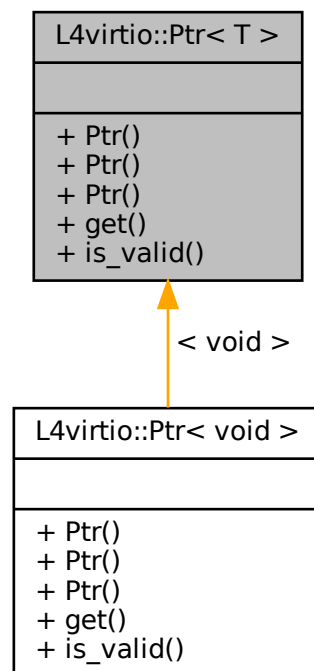 L4virtio::Ptr< T >
+ Ptr()
+ Ptr()
+ Ptr()
+ get()
+ is_valid()
< void >
L4virtio::Ptr< void >
+ Ptr()
+ Ptr()
+ Ptr()
+ get()
+ is_valid()